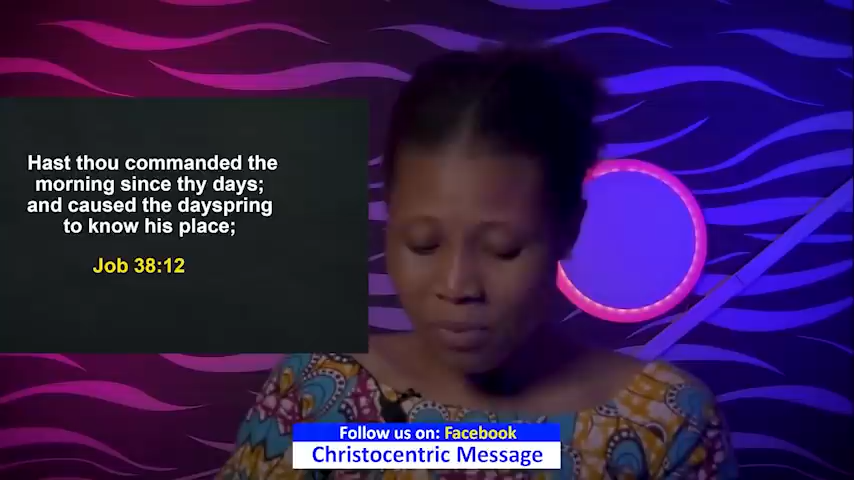 Hast thou commanded the
morning since thy days;
and caused the dayspring
to know his place;
Job 38:12
Follow us on: Facebook
Christocentric Message